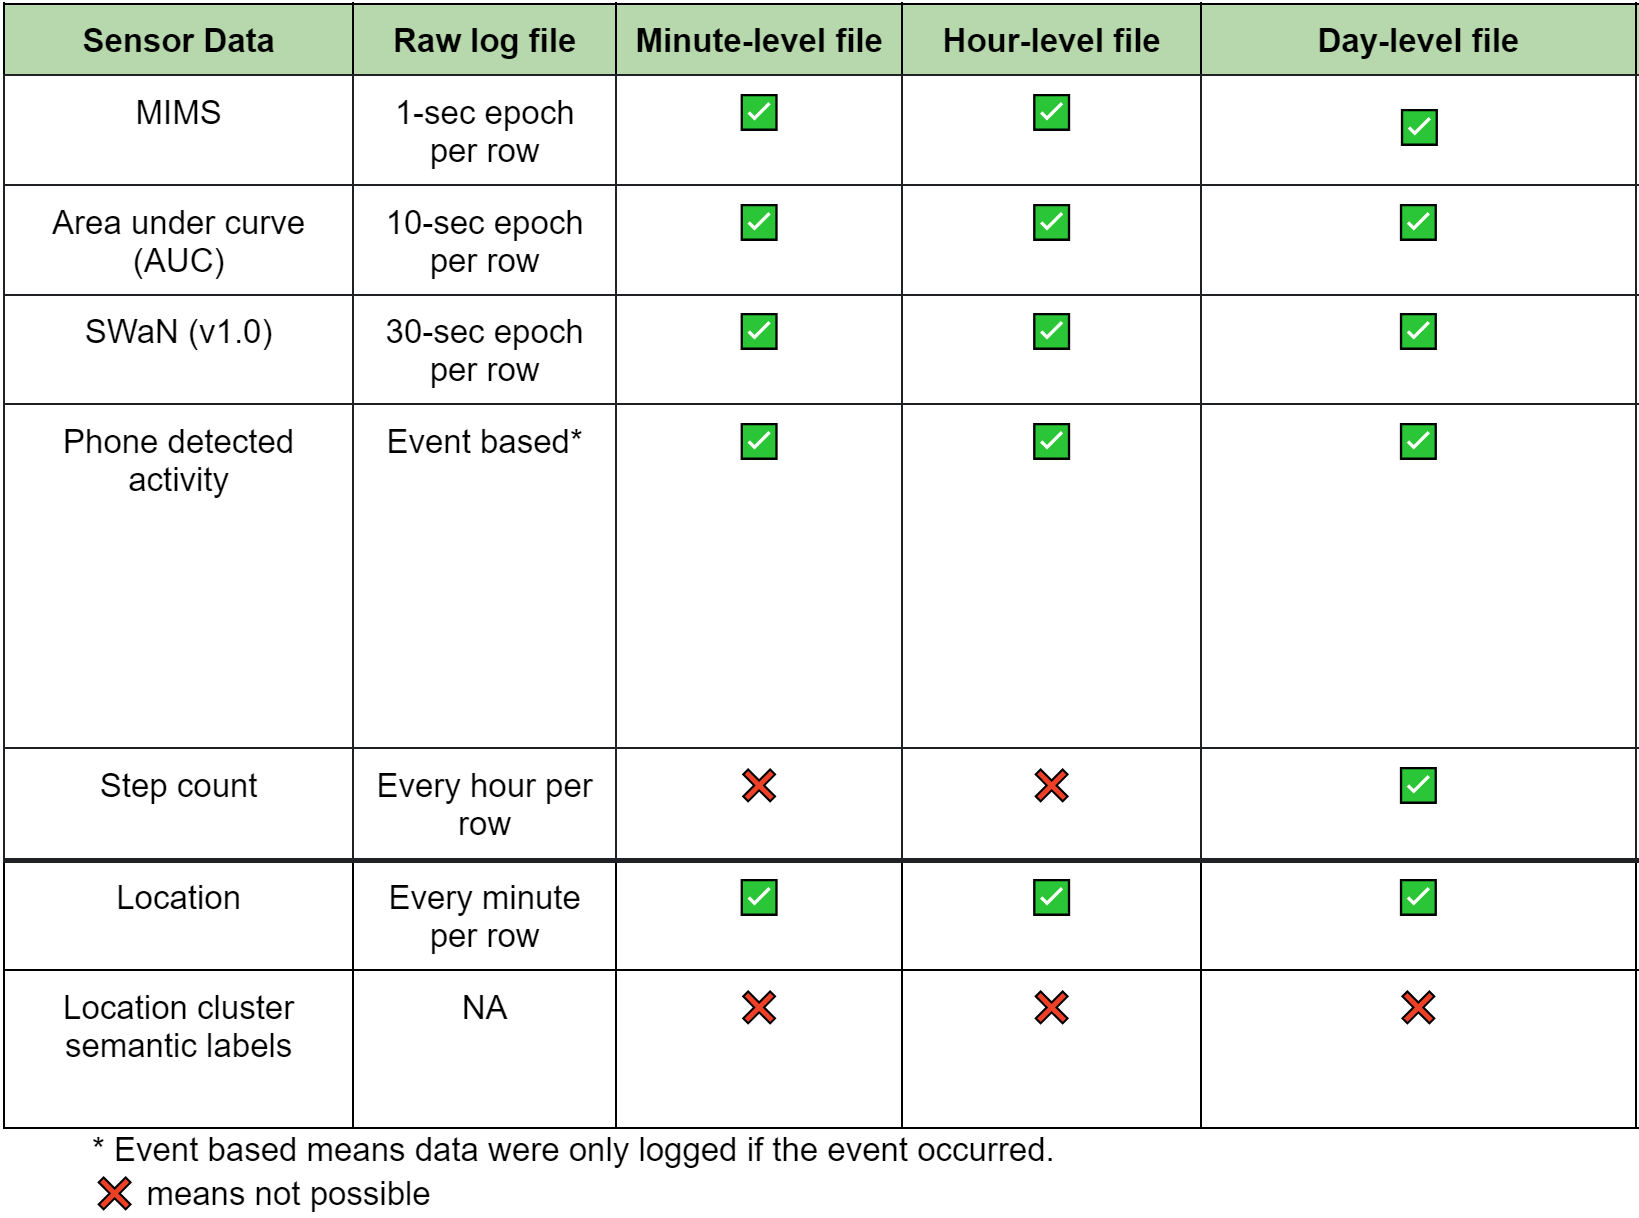 Sensor Data Raw log file Minute-level file Hour-level file Day-level file
MIMS 1-sec epoch
per row
Area under curve 10-sec epoch
(AUC) per row
SWaN (v1.0) 30-sec epoch
per row
Phone detected Event based*
activity
Step count Every hour per
row
Location Every minute
per row
Location cluster NA
semantic labels
* Event based means data were only logged if the event occurred.
means not possible